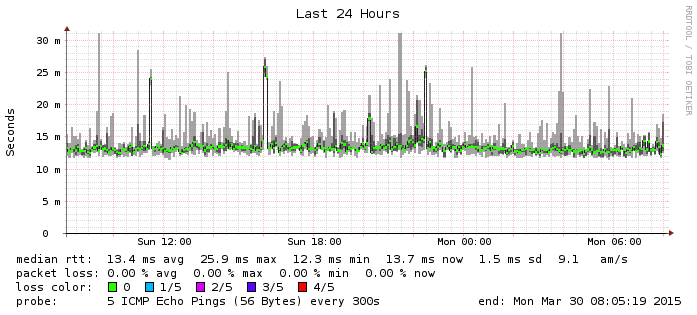 Last 24 Hours
RRDTOOL / TOBI OETIKER
Seconds
30 m
25 m
20 m
15 m
10 m
5 m
0
Sun 12:00 Sun 18:00 Mon 00:00 Mon 06:00
median rtt: 13.4 ms avg 25.9 ms max 12.3 ms min 13.7 ms now 1.5 ms sd 9.1 am/s
packet loss: 0.00 % avg 0.00 % max 0.00 % min 0.00 % now
loss color: 0 1/5 2/5 3/5 4/5
probe: 5 ICMP Echo Pings (56 Bytes) every 300s end: Mon Mar 30 08:05:19 2015